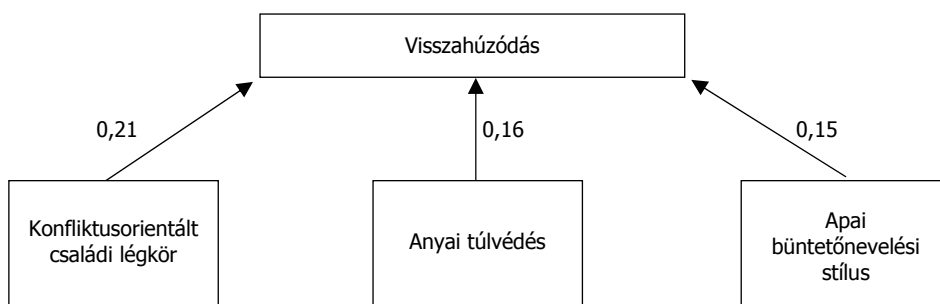 Visszahúzódás
0,21
0,16
0,15
Konfliktusorientált
családi légkör
Anyai túlvédés
Apai
büntetőnevelési
stílus